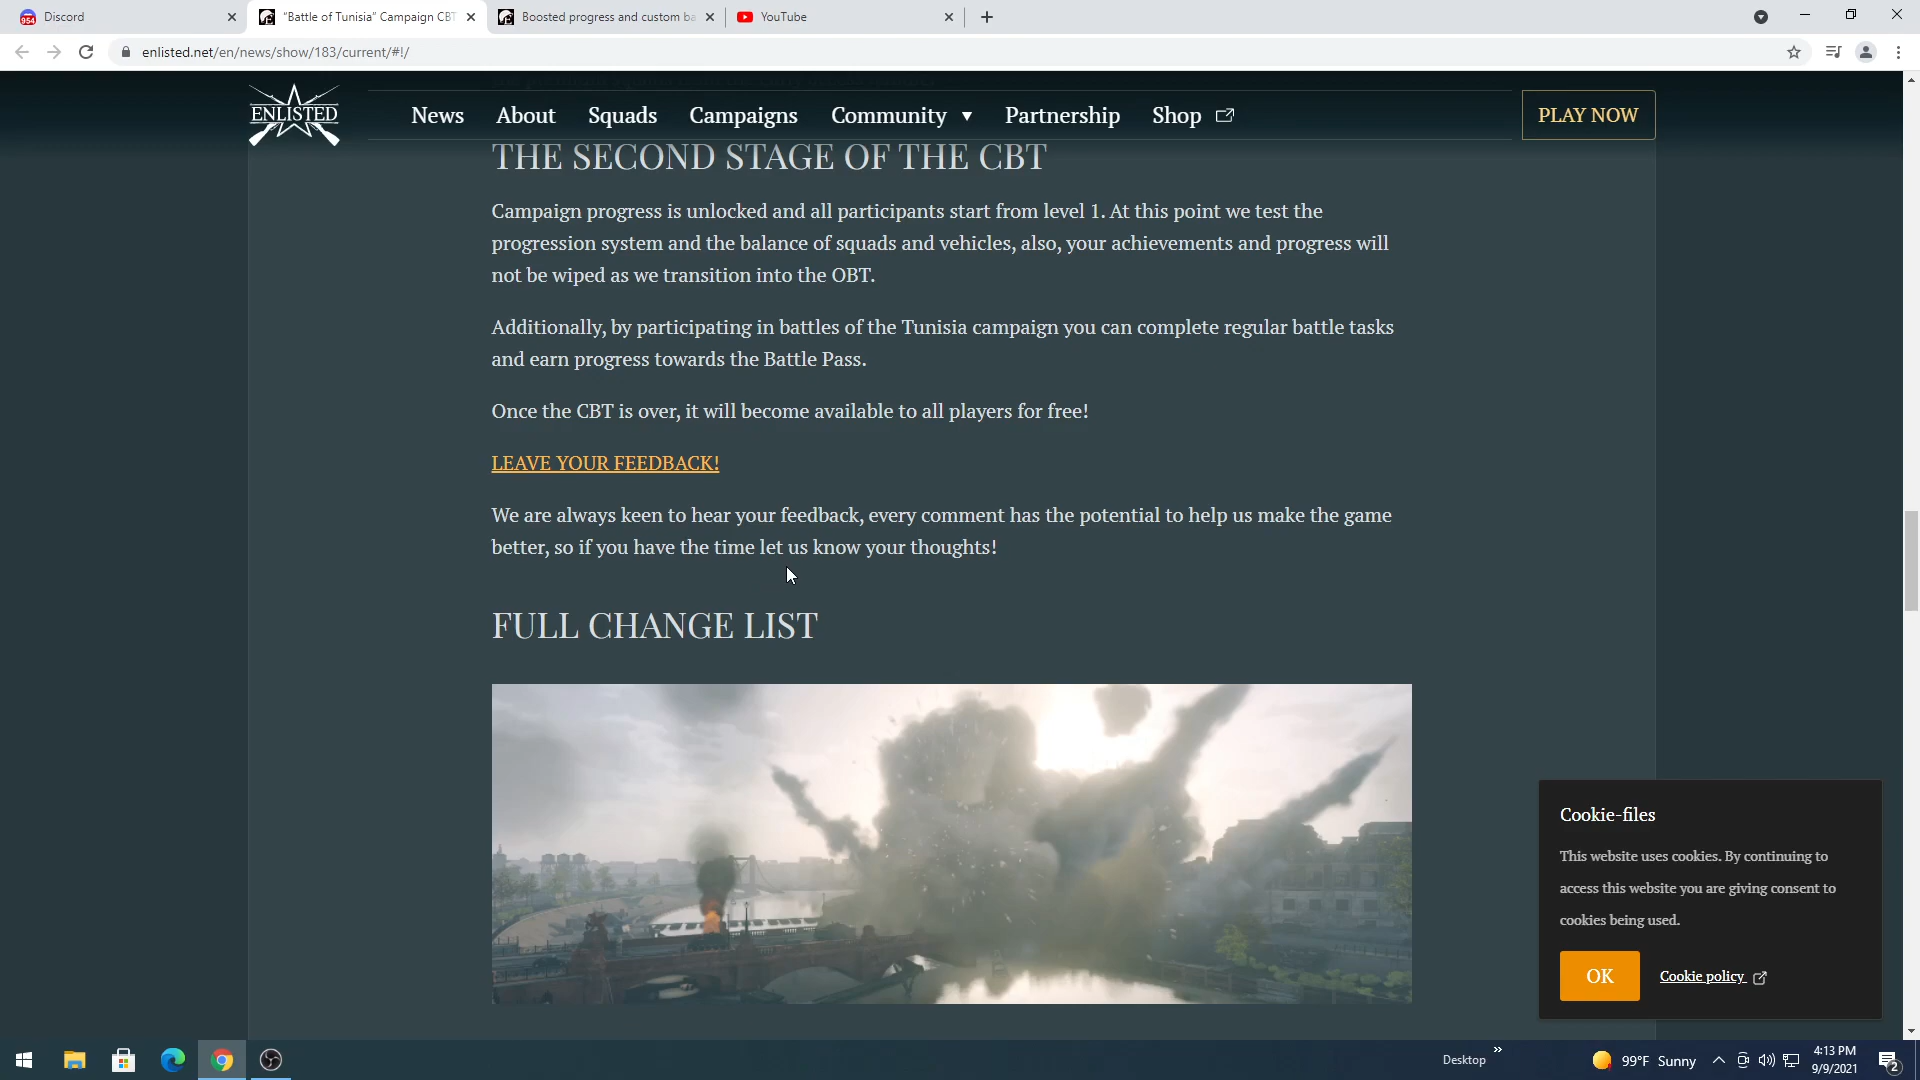 954 Discord
"Battle of Tunisia" Campaign CBT
Boosted progress and custom ba
YouTube
enlisted.net/en/news/show/183/current/#!/
ENLISTED
News About Squads Campaigns Community ▼ Partnership Shop
PLAY NOW
THE SECOND STAGE OF THE CBT
Campaign progress is unlocked and all participants start from level 1. At this point we test the
progression system and the balance of squads and vehicles, also, your achievements and progress will
not be wiped as we transition into the OBT.
Additionally, by participating in battles of the Tunisia campaign you can complete regular battle tasks
and earn progress towards the Battle Pass.
Once the CBT is over, it will become available to all players for free!
LEAVE YOUR FEEDBACK!
We are always keen to hear your feedback, every comment has the potential to help us make the game
better, so if you have the time let us know your thoughts!
FULL CHANGE LIST
Cookie-files
This website uses cookies. By continuing to
access this website you are giving consent to
cookies being used.
OK Cookie policy
Desktop »
99°F Sunny
4:13 PM
9/9/2021
2